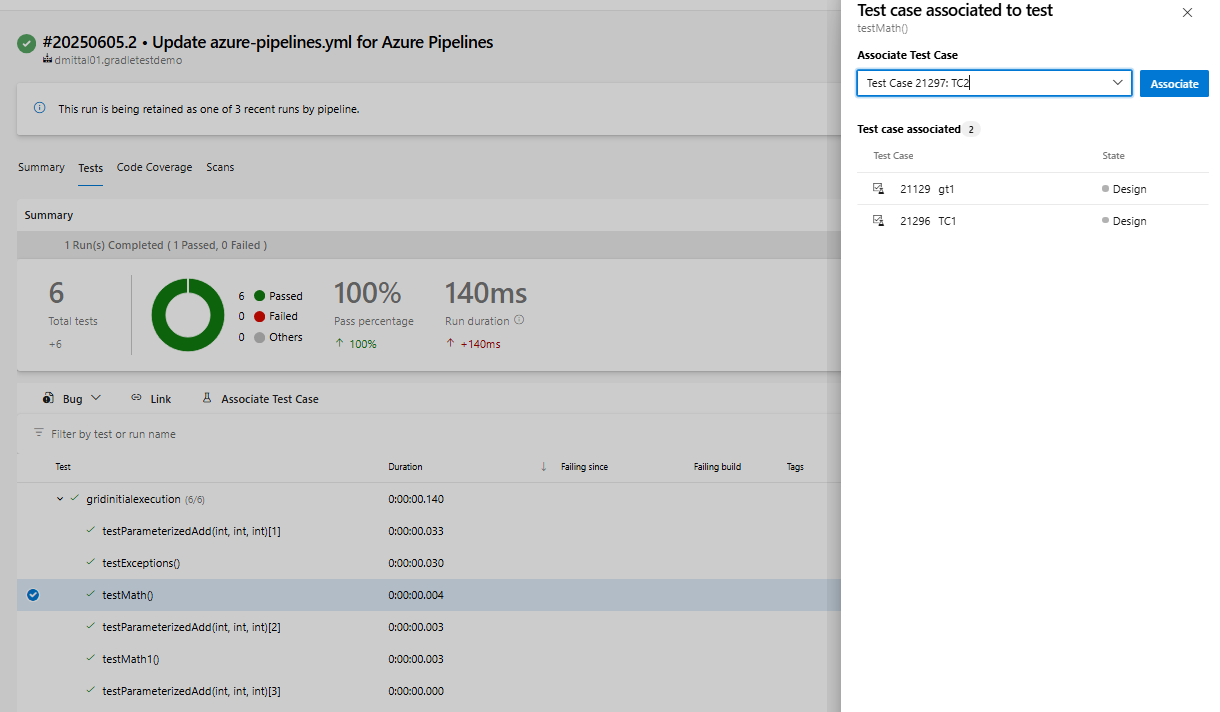 #20250605.2 • Update azure-pipelines.yml for Azure Pipelines
dmittal01.gradletestdemo
This run is being retained as one of 3 recent runs by pipeline.
Summary Tests Code Coverage Scans
Summary
1 Run(s) Completed ( 1 Passed, 0 Failed )
6
Total tests
+6
6 Passed
0 Failed
0 Others
100%
Pass percentage
100%
140ms
Run duration
+140ms
Bug Link Associate Test Case
Filter by test or run name
Test Duration Failing since Failing build Tags
gridinitialexecution (6/6) 0:00:00.140
testParameterizedAdd(int, int, int)[1] 0:00:00.033
testExceptions() 0:00:00.030
testMath() 0:00:00.004
testParameterizedAdd(int, int, int)[2] 0:00:00.003
testMath1() 0:00:00.003
testParameterizedAdd(int, int, int)[3] 0:00:00.000
Test case associated to test
testMath()
Associate Test Case
Test Case 21297: TC2 Associate
Test case associated 2
Test Case State
21129 gt1 Design
21296 TC1 Design